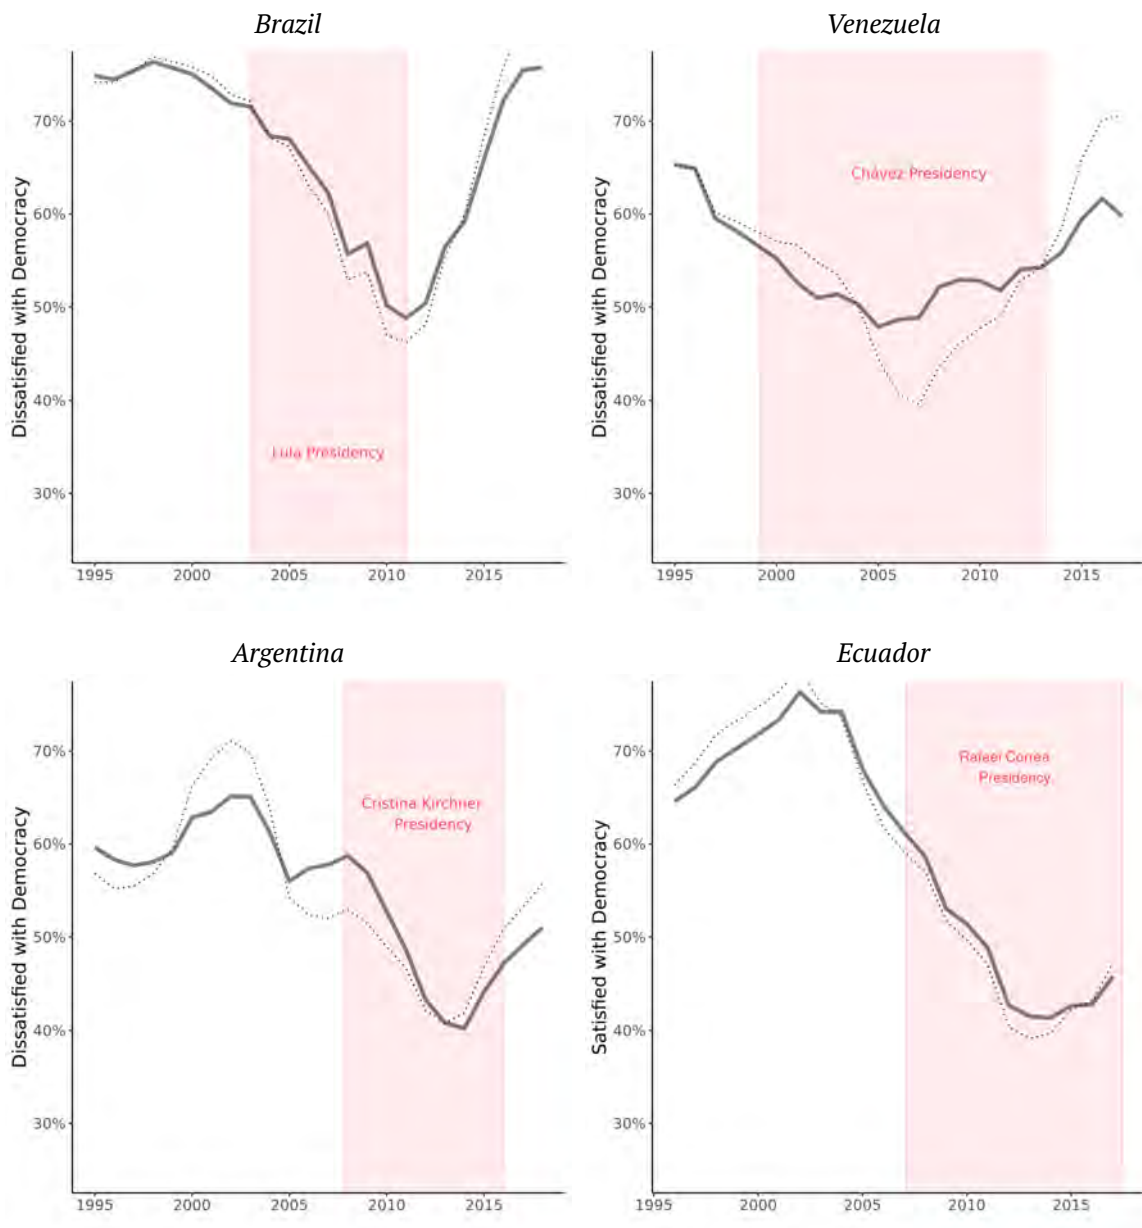 Brazil
Dissatisfied with Democracy
70%
60%
50%
40%
30%
Lula Presidency
1995 2000 2005 2010 2015
Venezuela
Dissatisfied with Democracy
70%
60%
50%
40%
30%
Chávez Presidency
1995 2000 2005 2010 2015
Argentina
Dissatisfied with Democracy
70%
60%
50%
40%
30%
Cristina Kirchner
Presidency
1995 2000 2005 2010 2015
Ecuador
Satisfied with Democracy
70%
60%
50%
40%
30%
Rafael Correa
Presidency
1995 2000 2005 2010 2015